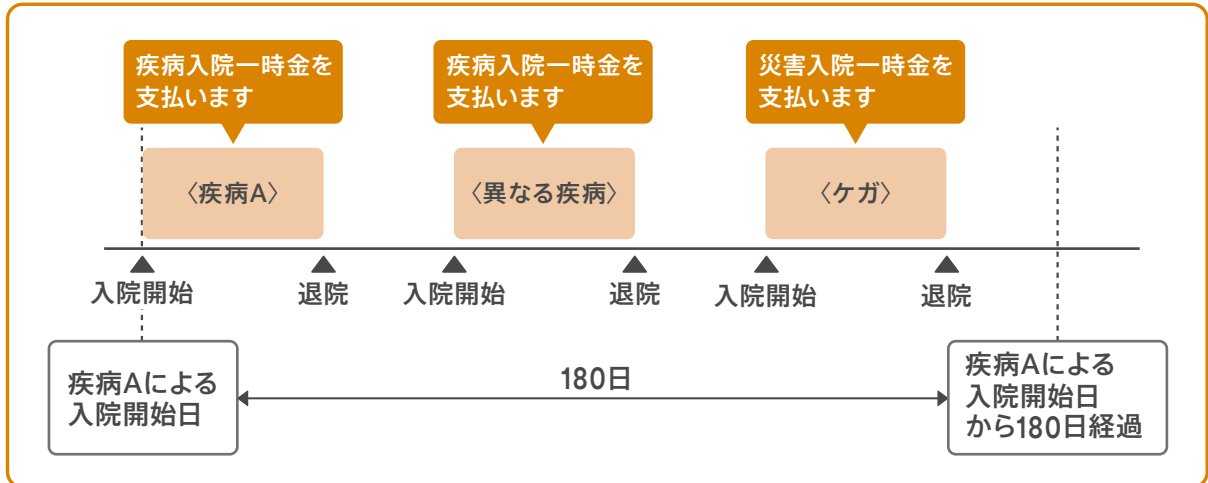 疾病入院一時金を
支払います
疾病入院一時金を
支払います
災害入院一時金を
支払います
〈疾病A〉
〈異なる疾病〉
〈ケガ〉
入院開始
退院
入院開始
退院
入院開始
退院
疾病Aによる
入院開始日
180日
疾病Aによる
入院開始日
から180日経過